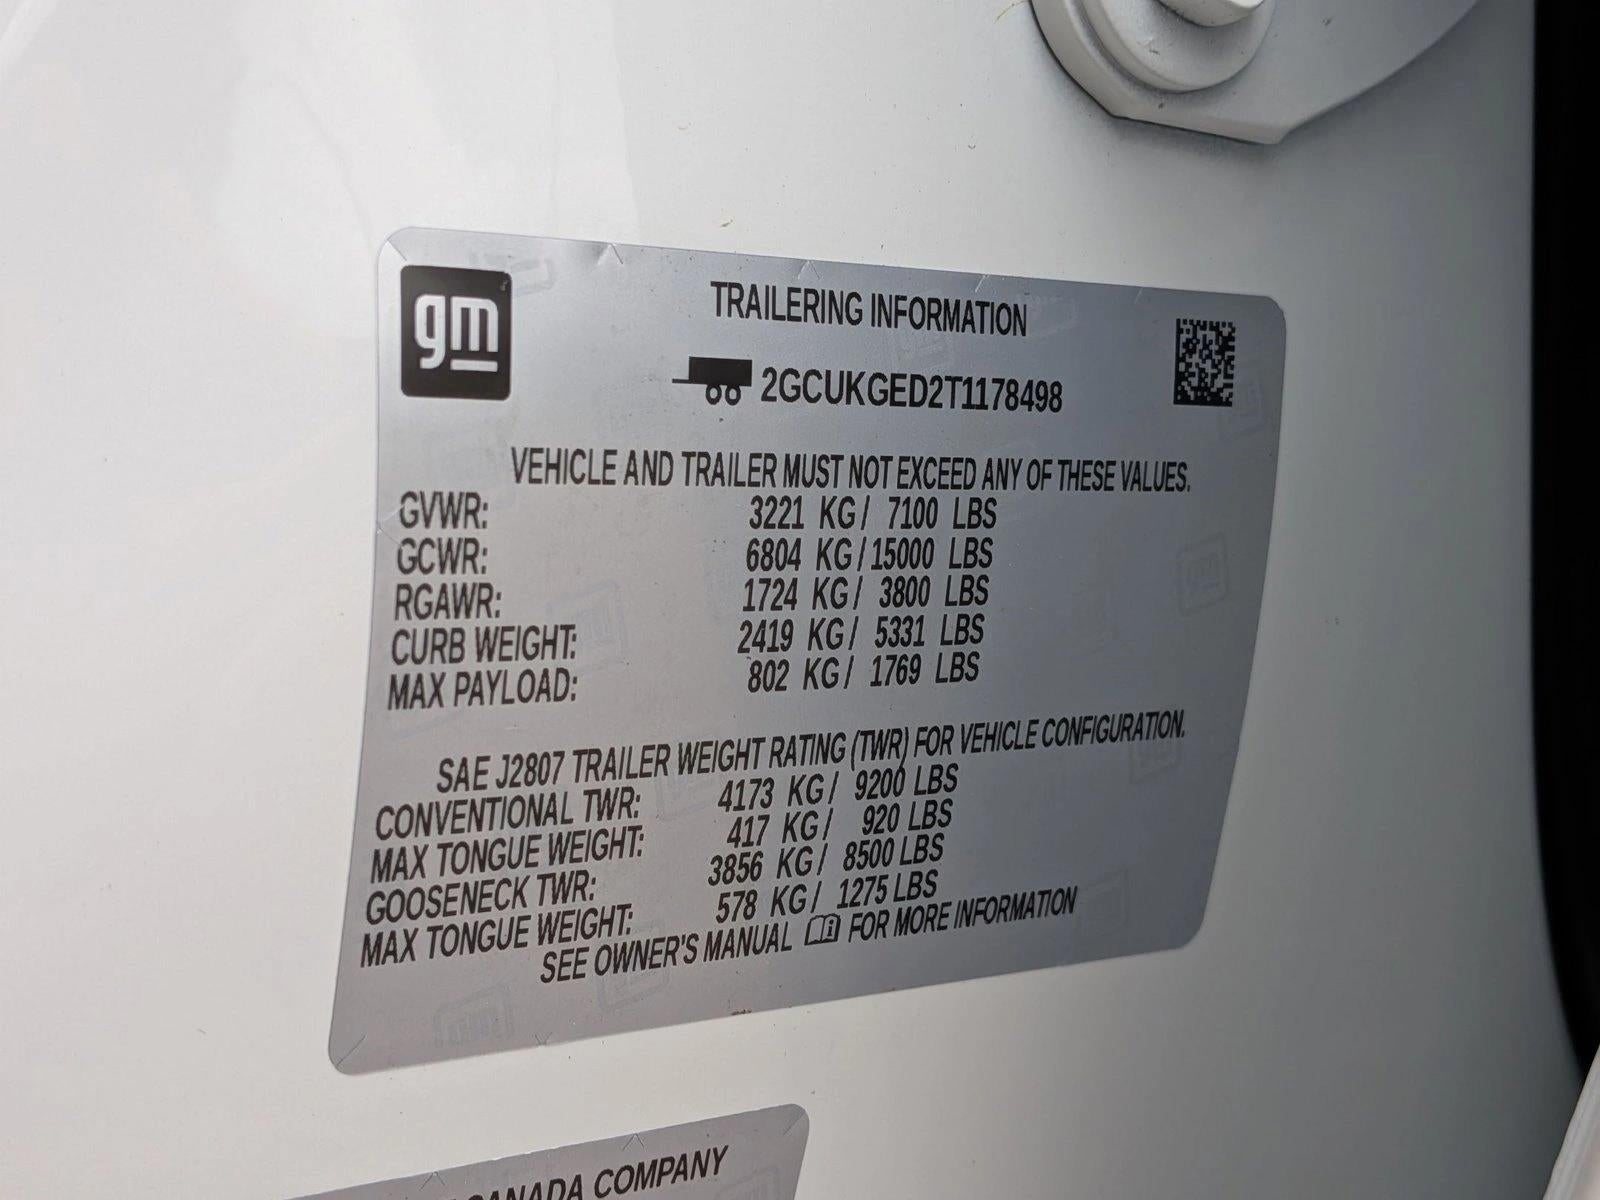 gm
TRAILERING INFORMATION
2GCUKGED2T1178498
VEHICLE AND TRAILER MUST NOT EXCEED ANY OF THESE VALUES.
GVWR: 3221 KG/ 7100 LBS
GCWR: 6804 KG/15000 LBS
RGAWR: 1724 KG/ 3800 LBS
CURB WEIGHT: 2419 KG/ 5331 LBS
MAX PAYLOAD: 802 KG/ 1769 LBS
SAE J2807 TRAILER WEIGHT RATING (TWR) FOR VEHICLE CONFIGURATION.
CONVENTIONAL TWR: 4173 KG/ 9200 LBS
MAX TONGUE WEIGHT: 417 KG/ 920 LBS
GOOSENECK TWR: 3856 KG/ 8500 LBS
MAX TONGUE WEIGHT: 578 KG/ 1275 LBS
SEE OWNER'S MANUAL FOR MORE INFORMATION
CANADA COMPANY